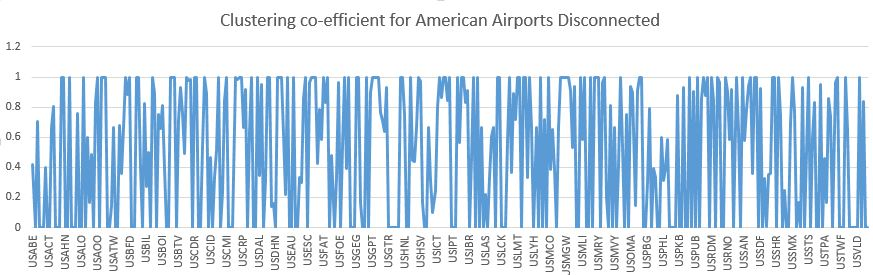 Clustering co-efficient for American Airports Disconnected
1.2
1
0.8
0.6
0.4
0.2
0
USABE
USACT
USAHN
USALO
USAOO
USATW
USBFD
USBIL
USBOI
USBTV
USCDR
USCID
USCMI
USCRP
USDAL
USDHN
USEAU
USESC
USFAT
USFOE
USGEG
USGPT
USGTR
USHNL
USHSV
USICT
USIPT
USJBR
USLAS
USLCK
USLMT
USLYH
USMCO
USMGW
USMLI
USMRY
USMVY
USOMA
USPBG
USPHL
USPKB
USPUB
USRDM
USRNO
USSAN
USSDF
USSHR
USSMX
USSTS
USTPA
USTWF
USVLD